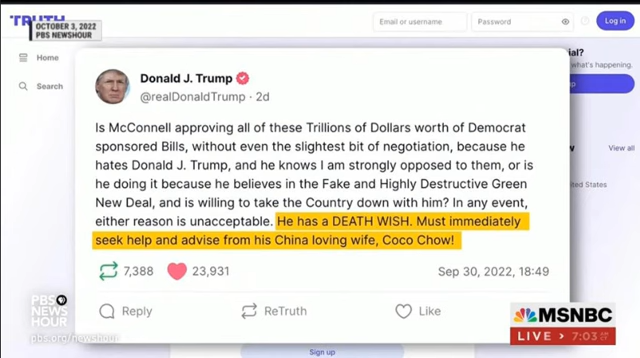 TRUTH
OCTOBER 3, 2022
PBS NEWSHOUR
Email or username
Password
Log in
Home
Search
ial?
what's happening.
up
View all
ted States
Donald J. Trump
@realDonaldTrump · 2d
Is McConnell approving all of these Trillions of Dollars worth of Democrat
sponsored Bills, without even the slightest bit of negotiation, because he
hates Donald J. Trump, and he knows I am strongly opposed to them, or is
he doing it because he believes in the Fake and Highly Destructive Green
New Deal, and is willing to take the Country down with him? In any event,
either reason is unacceptable. He has a DEATH WISH. Must immediately
seek help and advise from his China loving wife, Coco Chow!
7,388 23,931 Sep 30, 2022, 18:49
Reply ReTruth Like
PBS
NEWS
HOUR
pbs.org/newshour
MSNBC
LIVE 7:03
Sign up